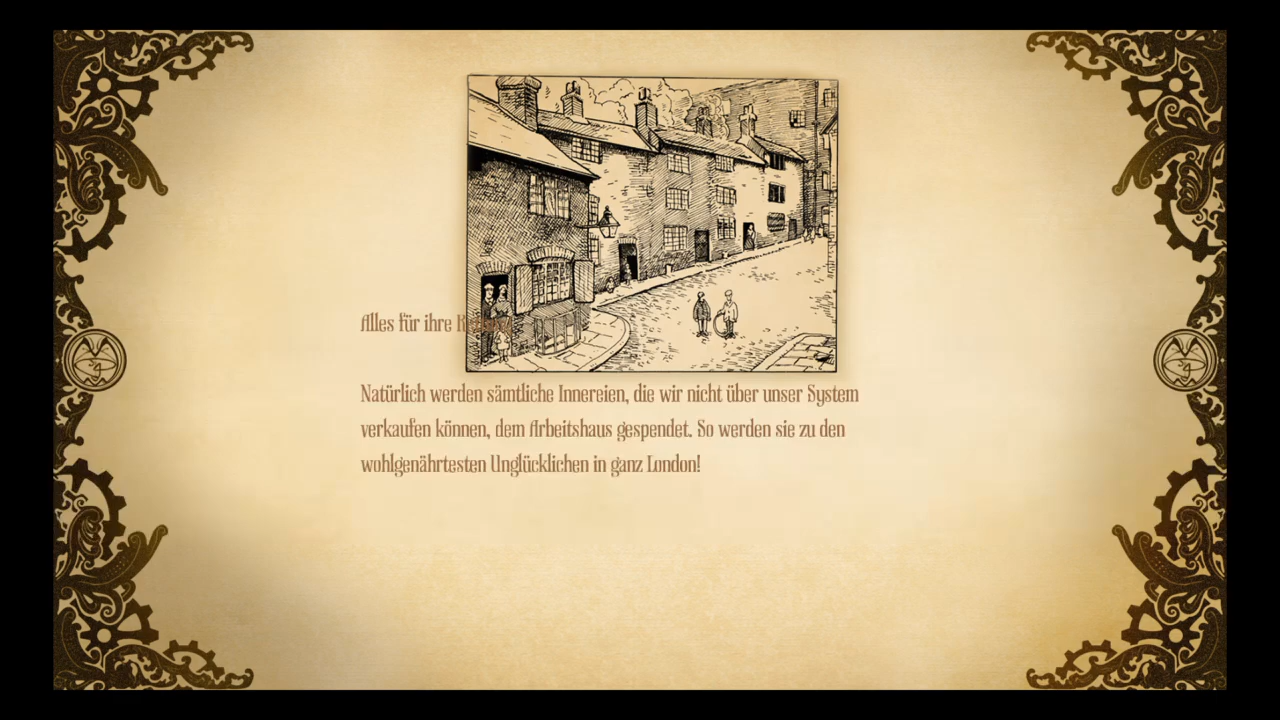 Alles für ihre
Natürlich werden sämtliche Innereien, die wir nicht über unser System
verkaufen können, dem Arbeitshaus gespendet. So werden sie zu den
wohlgenährtesten Unglücklichen in ganz London!